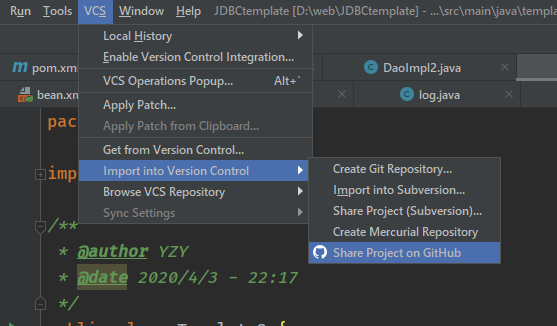 Run Tools VCS Window Help JDBCtemplate [D:\web\JDBCtemplate] - ...\src\main\java\templa
Local History
Enable Version Control Integration...
pom.xm DaoImpl2.java
VCS Operations Popup... Alt+`
bean.xm log.java
Apply Patch...
pac
Apply Patch from Clipboard...
Get from Version Control...
imp Import into Version Control Create Git Repository...
Browse VCS Repository Import into Subversion...
Sync Settings Share Project (Subversion)...
/** Create Mercurial Repository
* @author YZY Share Project on GitHub
* @date 2020/4/3 - 22:17
*/